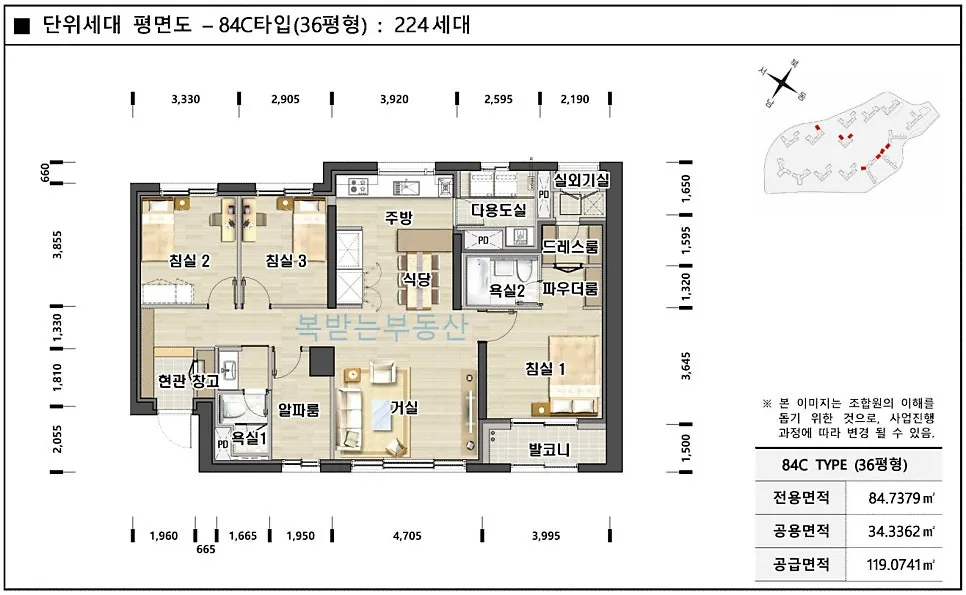 ■ 단위세대 평면도 – 84C타입(36평형) : 224세대
3,330
2,905
3,920
2,595
2,190
북
서
동
남
660
3,855
1,330
1,810
2,055
1,650
1,595
1,320
3,645
1,500
실외기실
PD
다용도실
주방
PD
드레스룸
침실 2
침실 3
식당
욕실2
파우더룸
복받는부동산
현관
창고
침실 1
알파룸
거실
욕실1
PD
발코니
※ 본 이미지는 조합원의 이해를
돕기 위한 것으로, 사업진행
과정에 따라 변경 될 수 있음.
84C TYPE (36평형)
전용면적 84.7379㎡
공용면적 34.3362㎡
공급면적 119.0741㎡
1,960
665
1,665
1,950
4,705
3,995